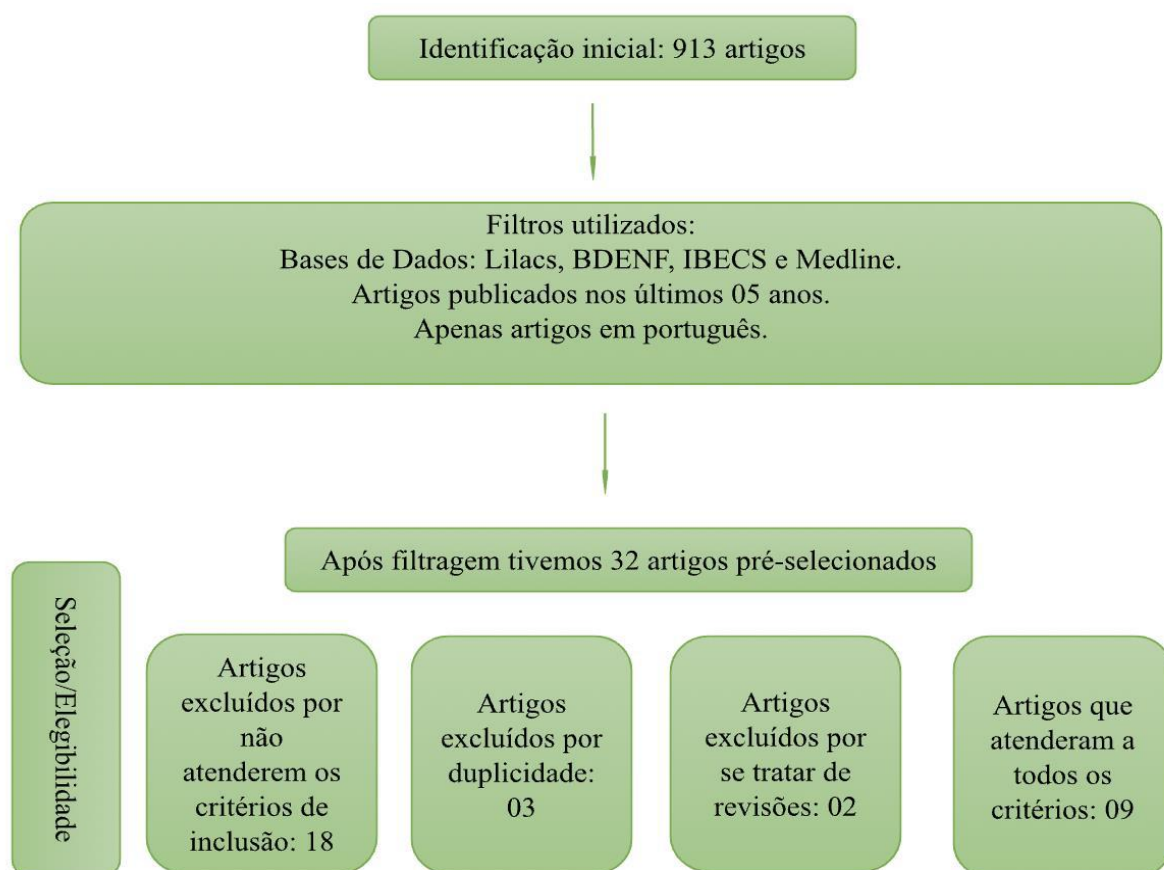 Identificação inicial: 913 artigos
Filtros utilizados:
Bases de Dados: Lilacs, BDENF, IBECS e Medline.
Artigos publicados nos últimos 05 anos.
Apenas artigos em português.
Após filtragem tivemos 32 artigos pré-selecionados
Seleção/Elegibilidade
Artigos
excluídos por
não
atenderem os
critérios de
inclusão: 18
Artigos
excluídos por
duplicidade:
03
Artigos
excluídos por
se tratar de
revisões: 02
Artigos que
atenderam a
todos os
critérios: 09